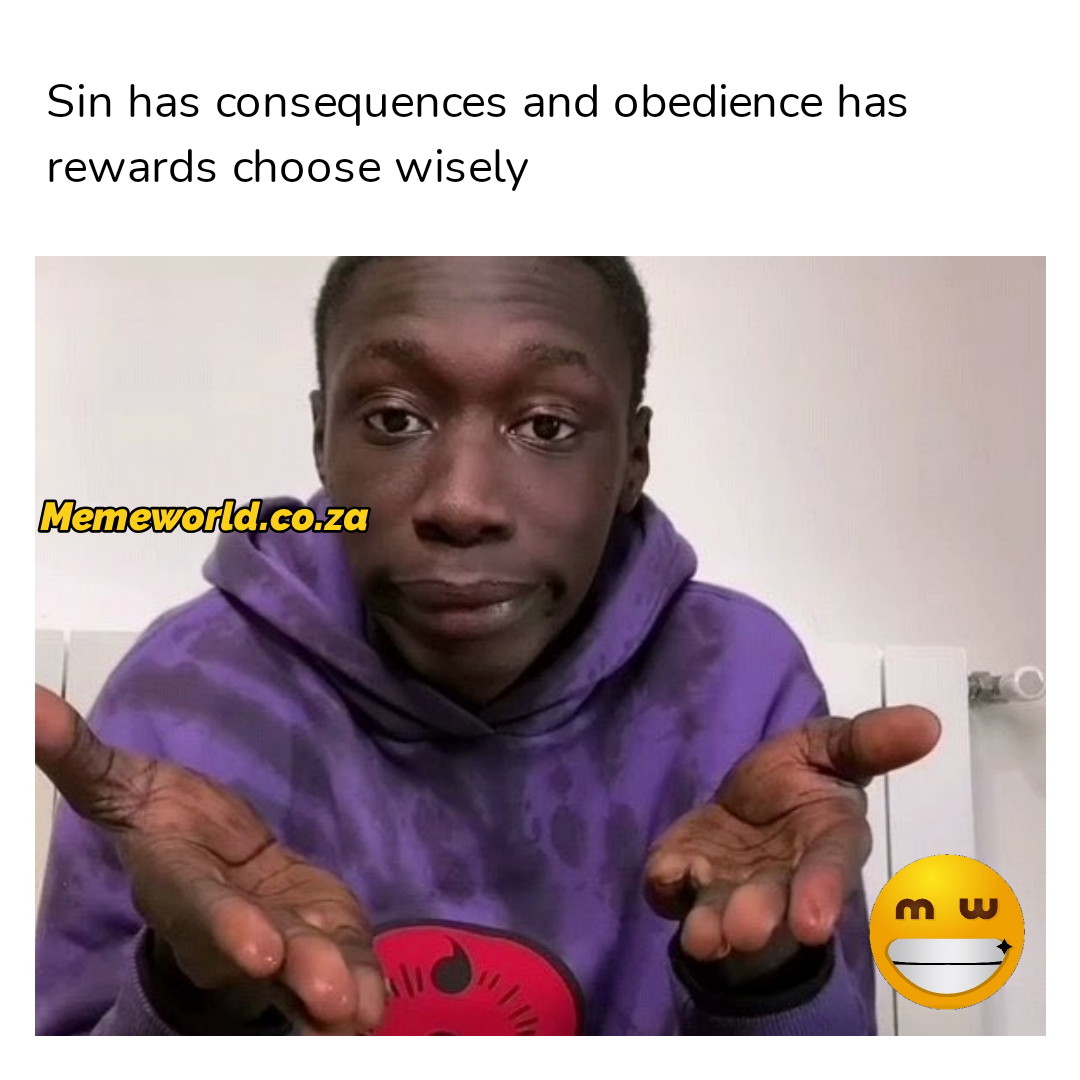 Sin has consequences and obedience has
rewards choose wisely
Memeworld.co.za
m w